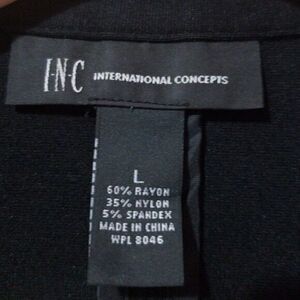 I·N·C INTERNATIONAL CONCEPTS
L
60% RAYON
35% NYLON
5% SPANDEX
MADE IN CHINA
WPL 8046